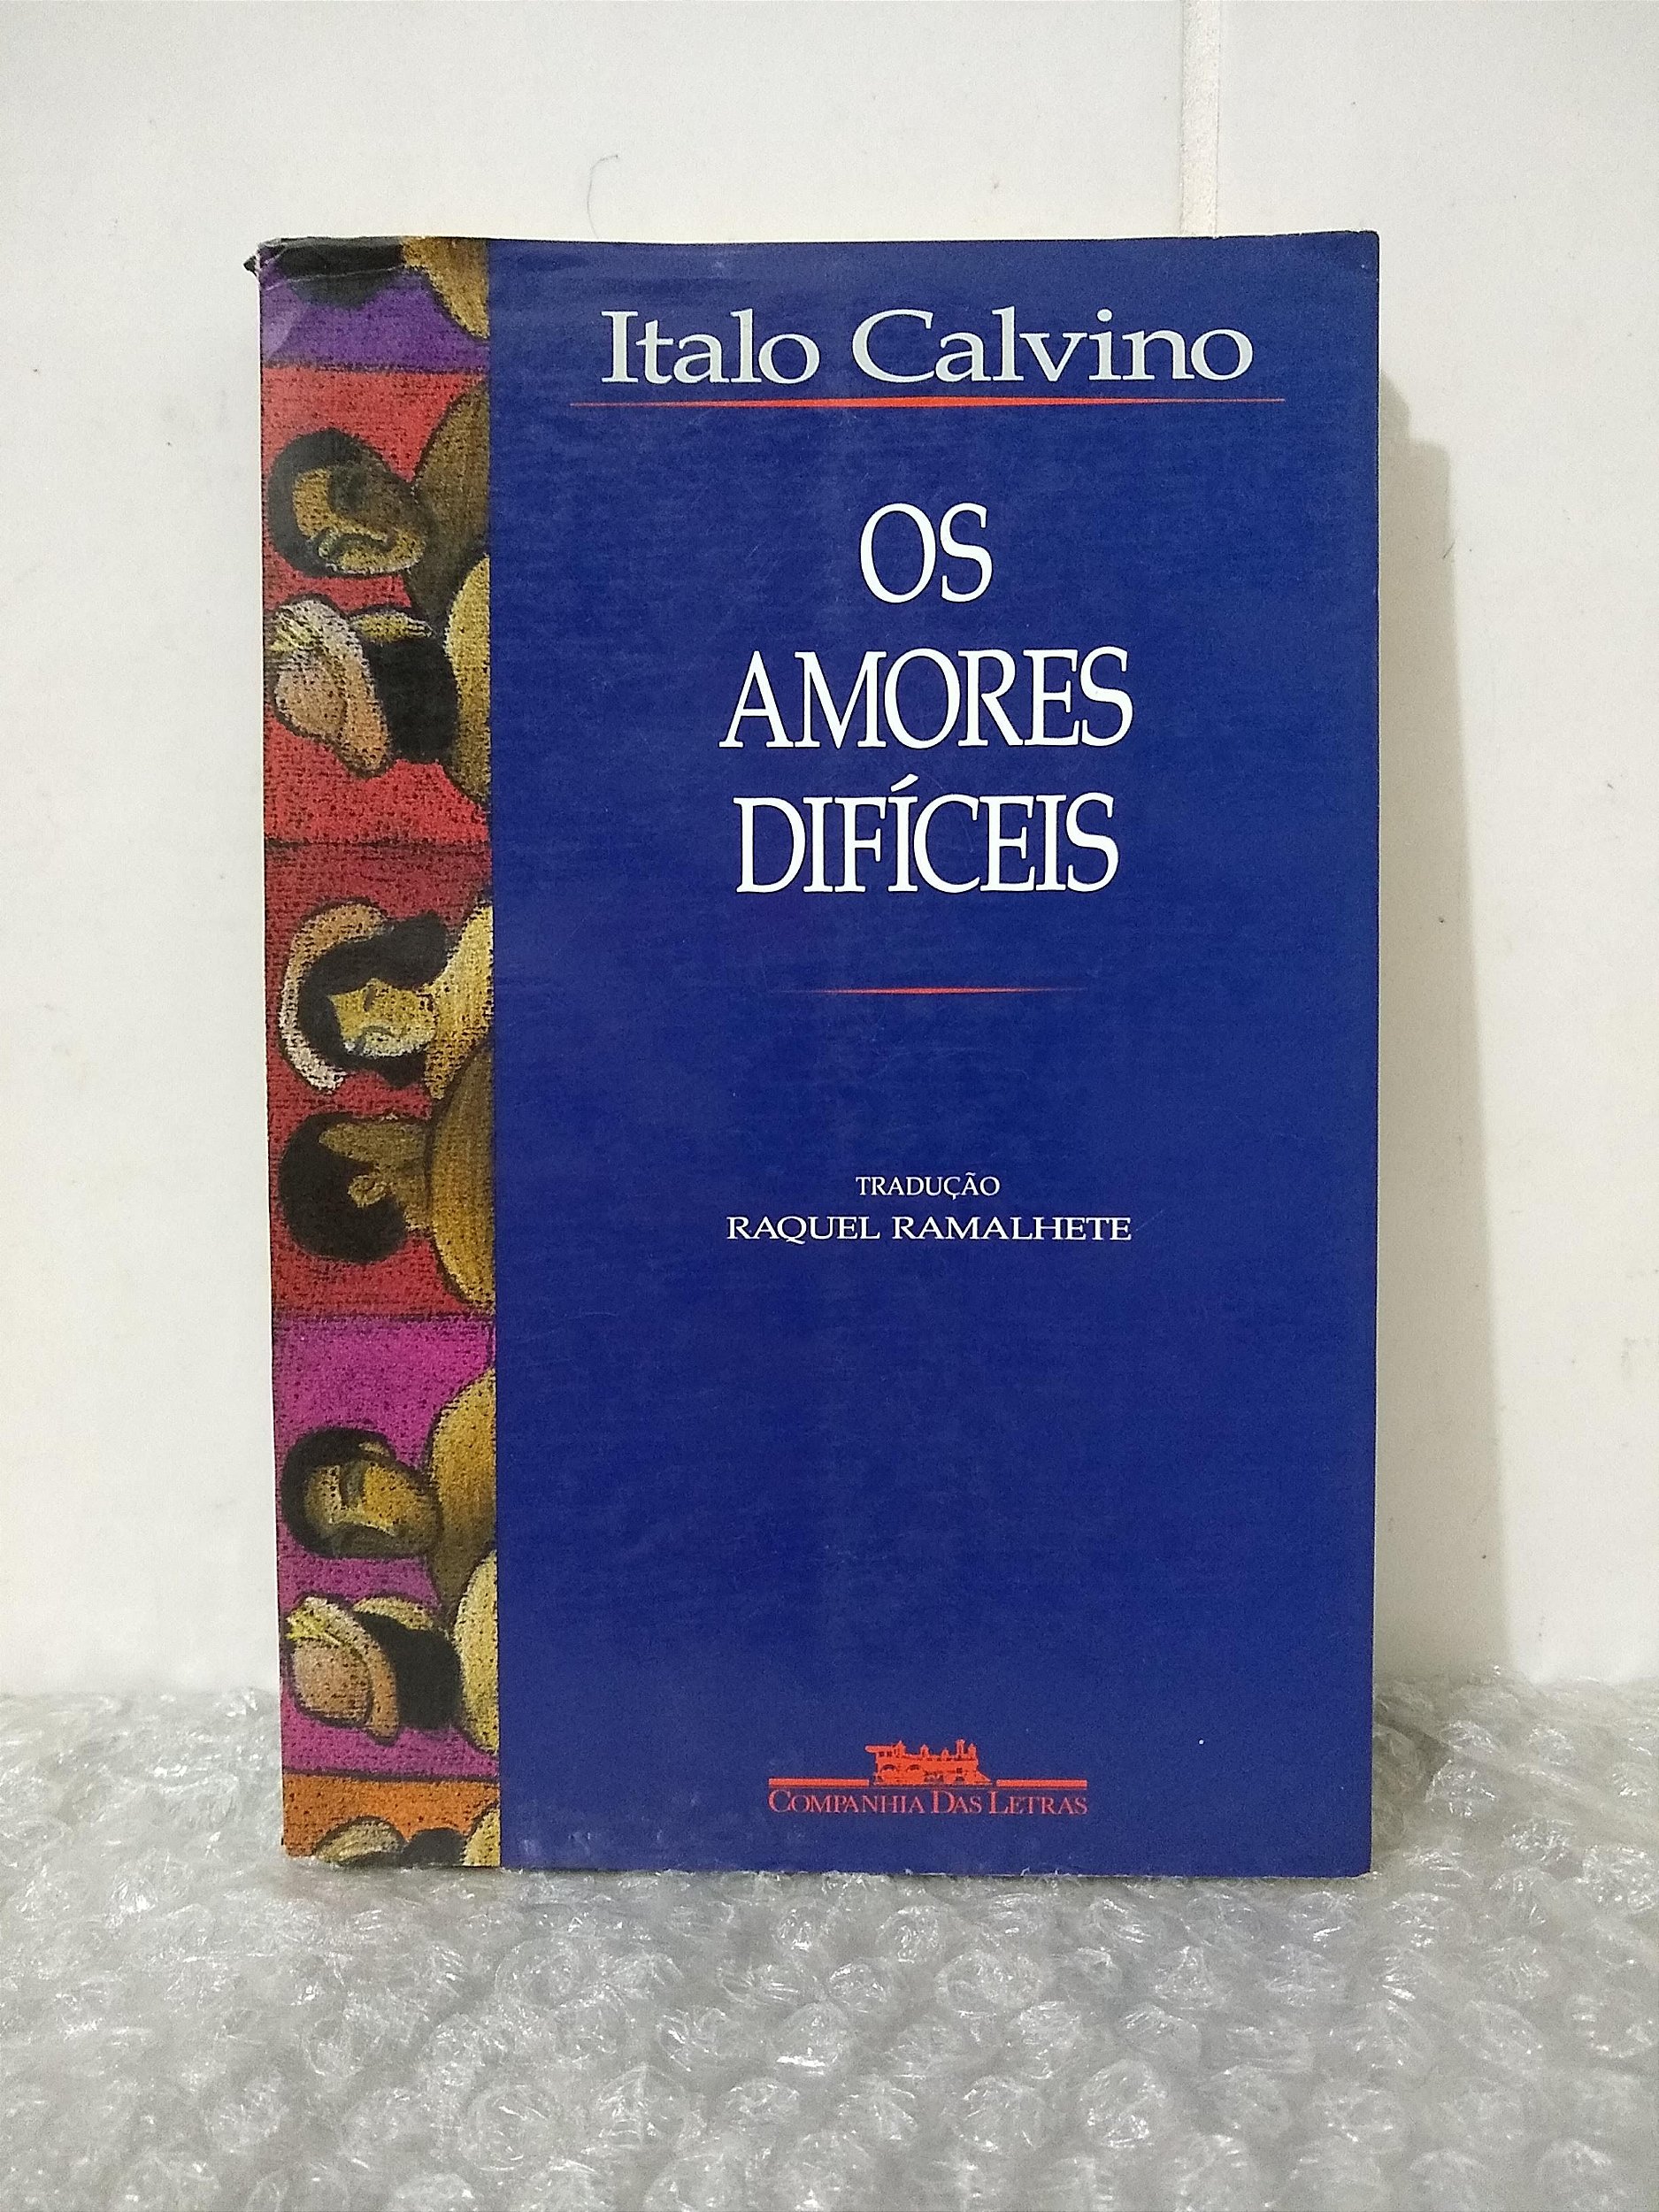 Italo Calvino
OS
AMORES
DIFÍCEIS
TRADUÇÃO
RAQUEL RAMALHETE
COMPANHIA DAS LETRAS